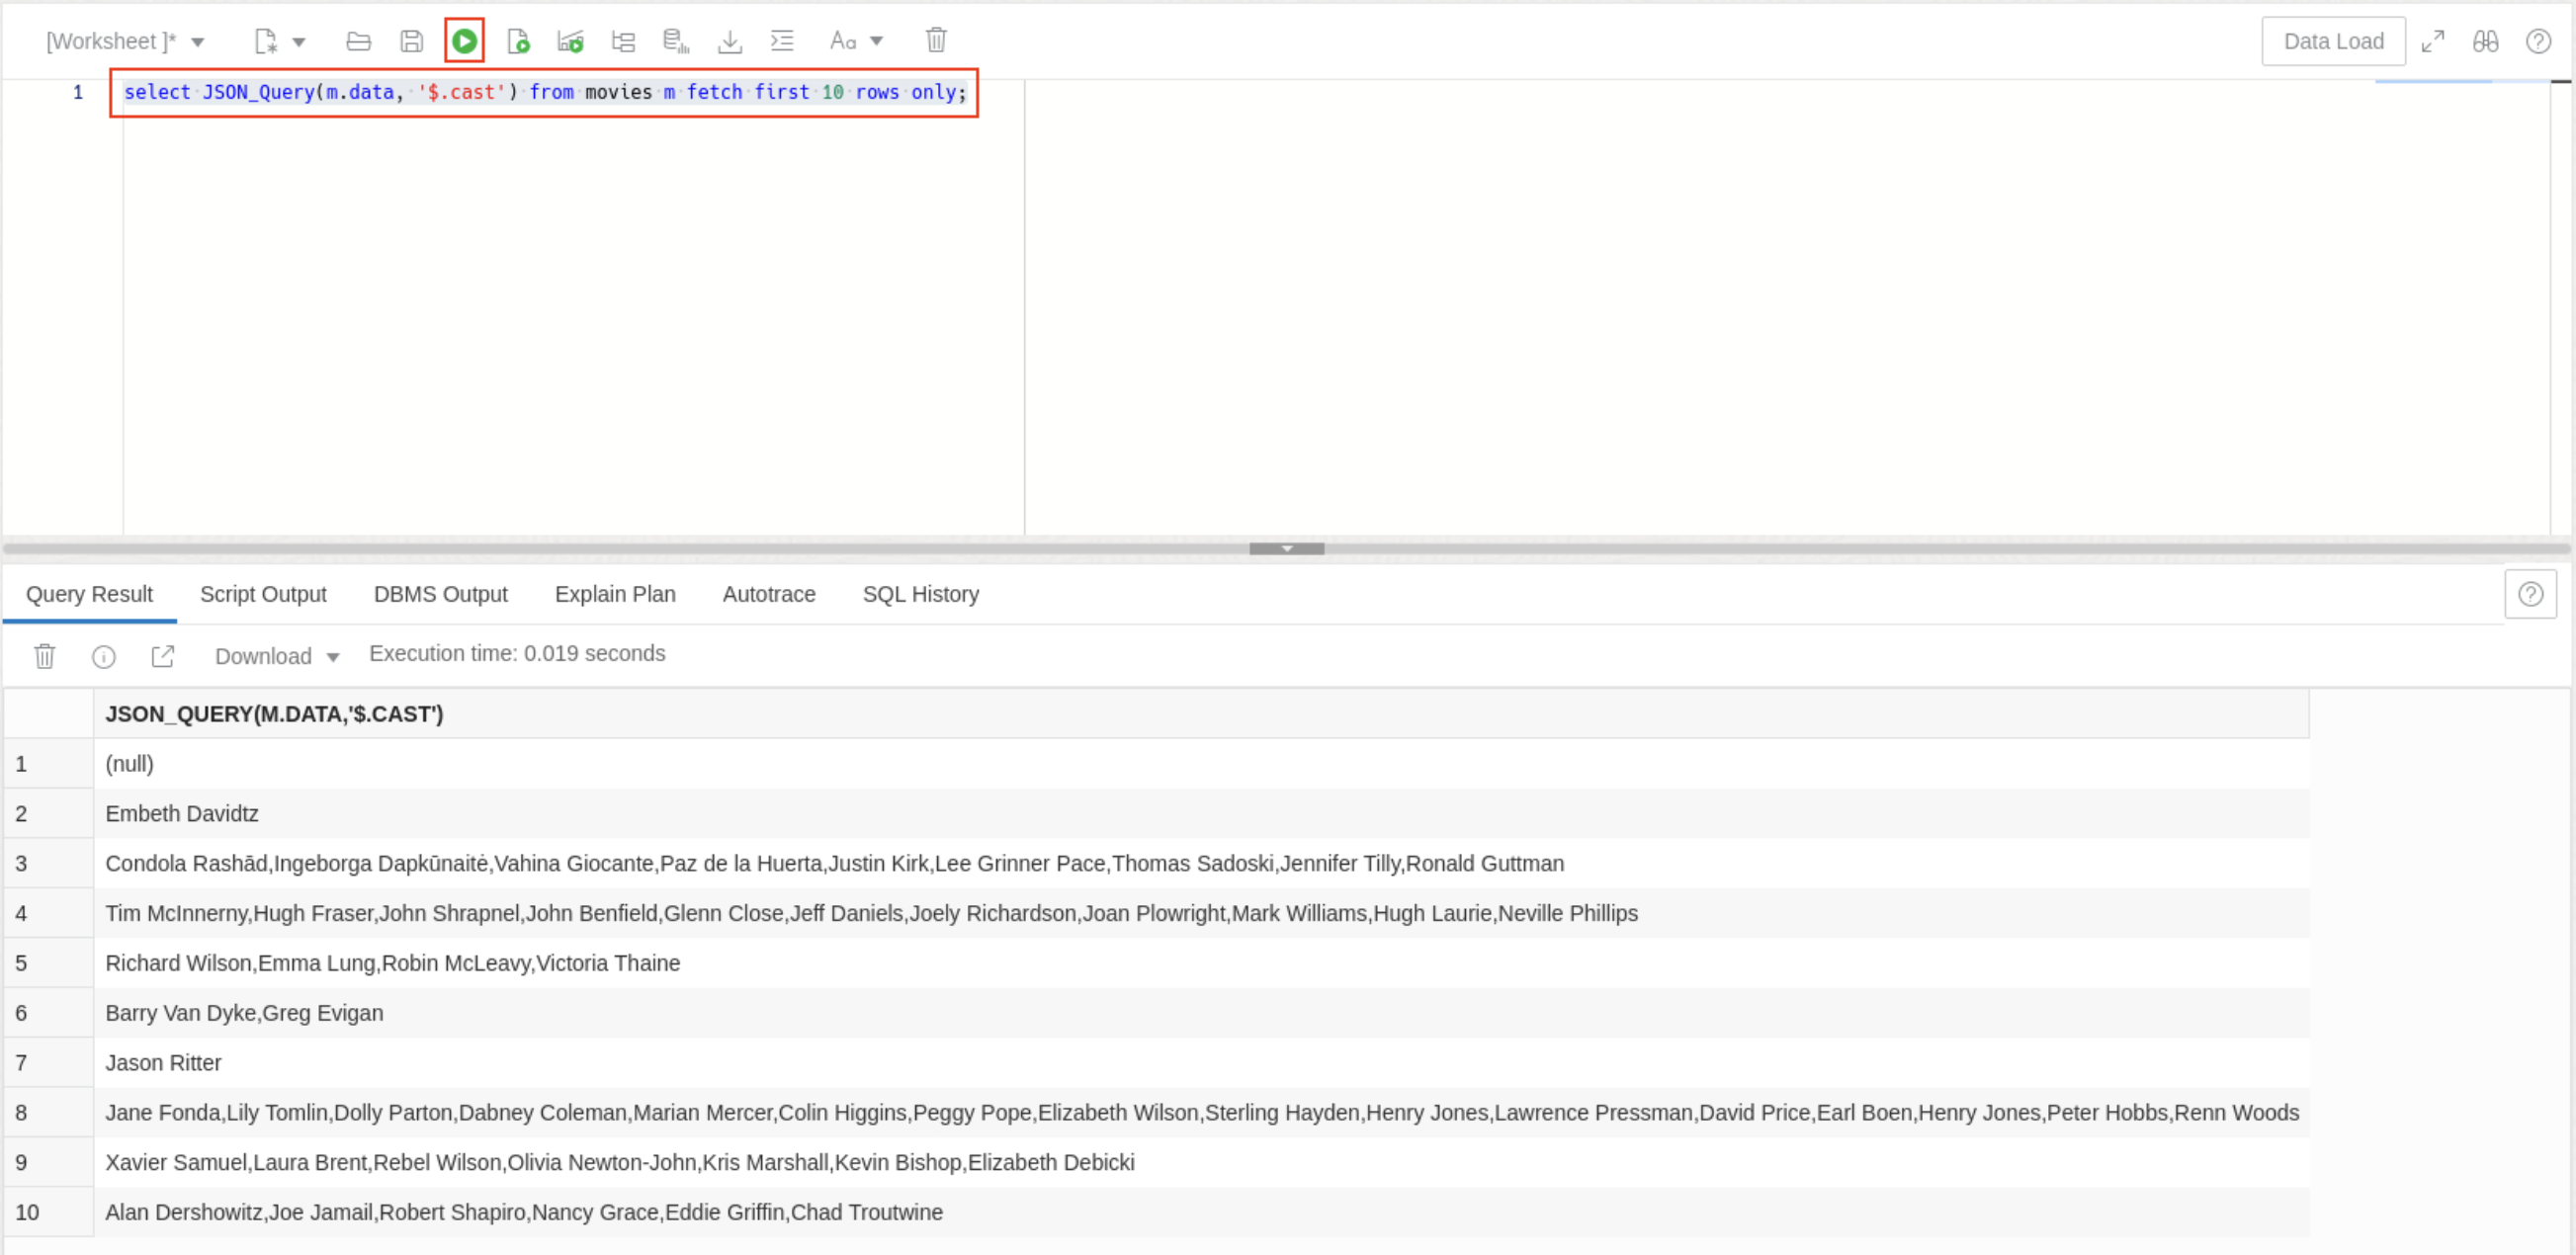 [Worksheet ]* Aa Data Load
1 select JSON_Query(m.data, '$.cast') from movies m fetch first 10 rows only;
Query Result Script Output DBMS Output Explain Plan Autotrace SQL History
Download Execution time: 0.019 seconds
JSON_QUERY(M.DATA,'$.CAST')
1 (null)
2 Embeth Davidtz
3 Condola Rashād,Ingeborga Dapkūnaitė,Vahina Giocante,Paz de la Huerta,Justin Kirk,Lee Grinner Pace,Thomas Sadoski,Jennifer Tilly,Ronald Guttman
4 Tim McInnerny,Hugh Fraser,John Shrapnel,John Benfield,Glenn Close,Jeff Daniels,Joely Richardson,Joan Plowright,Mark Williams,Hugh Laurie,Neville Phillips
5 Richard Wilson,Emma Lung,Robin McLeavy,Victoria Thaine
6 Barry Van Dyke,Greg Evigan
7 Jason Ritter
8 Jane Fonda,Lily Tomlin,Dolly Parton,Dabney Coleman,Marian Mercer,Colin Higgins,Peggy Pope,Elizabeth Wilson,Sterling Hayden,Henry Jones,Lawrence Pressman,David Price,Earl Boen,Henry Jones,Peter Hobbs,Renn Woods
9 Xavier Samuel,Laura Brent,Rebel Wilson,Olivia Newton-John,Kris Marshall,Kevin Bishop,Elizabeth Debicki
10 Alan Dershowitz,Joe Jamail,Robert Shapiro,Nancy Grace,Eddie Griffin,Chad Troutwine